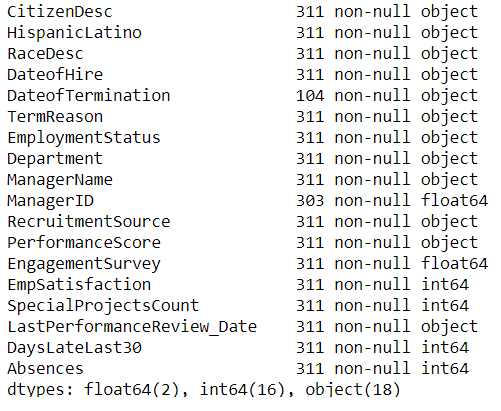 CitizenDesc 311 non-null object
HispanicLatino 311 non-null object
RaceDesc 311 non-null object
DateofHire 311 non-null object
DateofTermination 104 non-null object
TermReason 311 non-null object
EmploymentStatus 311 non-null object
Department 311 non-null object
ManagerName 311 non-null object
ManagerID 303 non-null float64
RecruitmentSource 311 non-null object
PerformanceScore 311 non-null object
EngagementSurvey 311 non-null float64
EmpSatisfaction 311 non-null int64
SpecialProjectsCount 311 non-null int64
LastPerformanceReview_Date 311 non-null object
DaysLateLast30 311 non-null int64
Absences 311 non-null int64
dtypes: float64(2), int64(16), object(18)